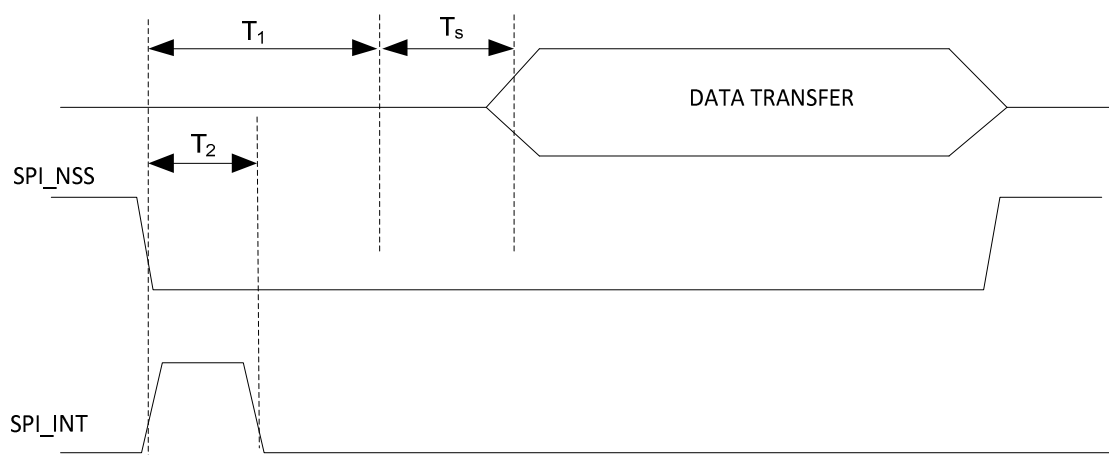 T₁
Tₛ
DATA TRANSFER
T₂
SPI_NSS
SPI_INT